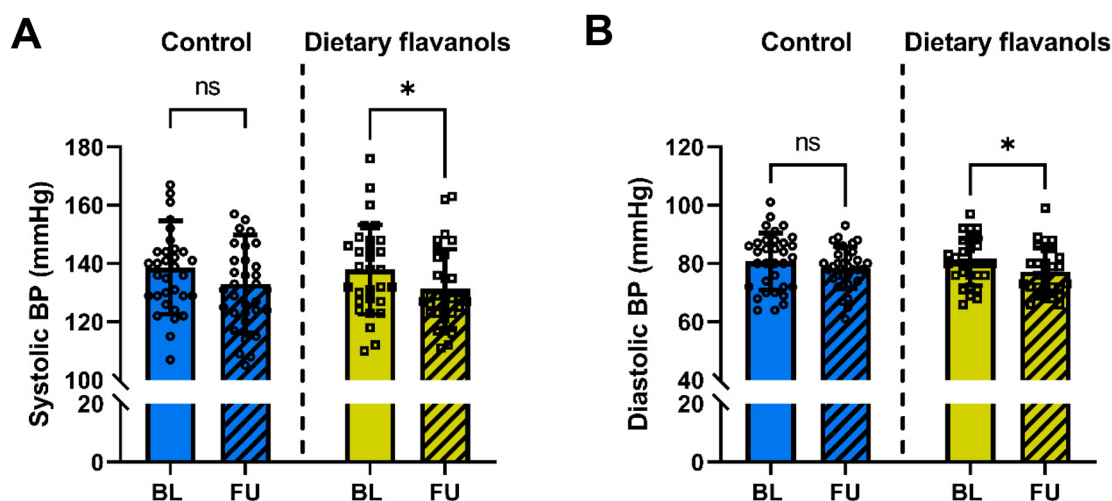 A
Control
Dietary flavanols
ns
*
Systolic BP (mmHg)
180
160
140
120
100
20
0
BL
FU
BL
FU
B
Control
Dietary flavanols
ns
*
Diastolic BP (mmHg)
120
100
80
60
40
20
0
BL
FU
BL
FU